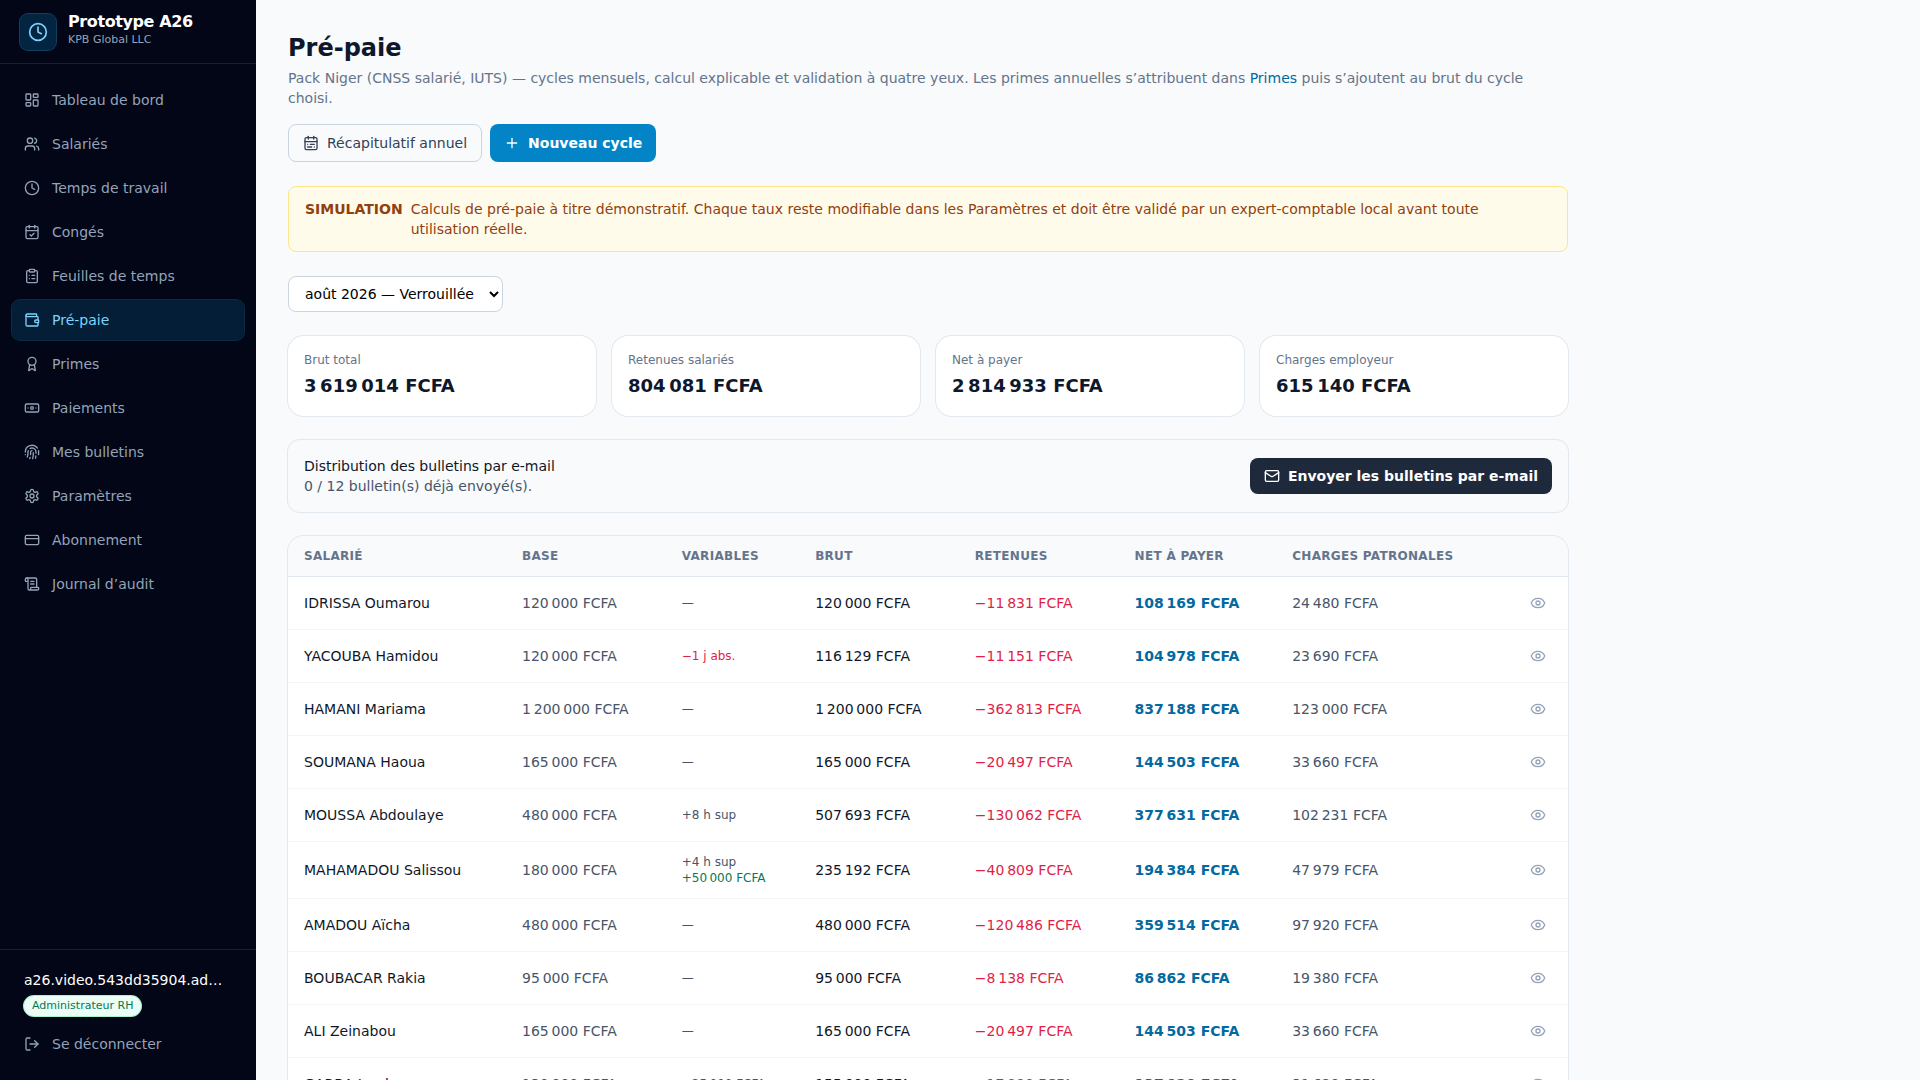 Prototype A26
KPB Global LLC
Tableau de bord
Salariés
Temps de travail
Congés
Feuilles de temps
Pré-paie
Primes
Paiements
Mes bulletins
Paramètres
Abonnement
Journal d’audit
a26.video.543dd35904.ad…
Administrateur RH
Se déconnecter
Pré-paie
Pack Niger (CNSS salarié, IUTS) — cycles mensuels, calcul explicable et validation à quatre yeux. Les primes annuelles s’attribuent dans Primes puis s’ajoutent au brut du cycle
choisi.
Récapitulatif annuel
Nouveau cycle
SIMULATION Calculs de pré-paie à titre démonstratif. Chaque taux reste modifiable dans les Paramètres et doit être validé par un expert-comptable local avant toute
utilisation réelle.
août 2026 — Verrouillée
Brut total
3 619 014 FCFA
Retenues salariés
804 081 FCFA
Net à payer
2 814 933 FCFA
Charges employeur
615 140 FCFA
Distribution des bulletins par e-mail
0 / 12 bulletin(s) déjà envoyé(s).
Envoyer les bulletins par e-mail
SALARIÉ BASE VARIABLES BRUT RETENUES NET À PAYER CHARGES PATRONALES
IDRISSA Oumarou 120 000 FCFA — 120 000 FCFA −11 831 FCFA 108 169 FCFA 24 480 FCFA
YACOUBA Hamidou 120 000 FCFA −1 j abs. 116 129 FCFA −11 151 FCFA 104 978 FCFA 23 690 FCFA
HAMANI Mariama 1 200 000 FCFA — 1 200 000 FCFA −362 813 FCFA 837 188 FCFA 123 000 FCFA
SOUMANA Haoua 165 000 FCFA — 165 000 FCFA −20 497 FCFA 144 503 FCFA 33 660 FCFA
MOUSSA Abdoulaye 480 000 FCFA +8 h sup 507 693 FCFA −130 062 FCFA 377 631 FCFA 102 231 FCFA
MAHAMADOU Salissou 180 000 FCFA +4 h sup +50 000 FCFA 235 192 FCFA −40 809 FCFA 194 384 FCFA 47 979 FCFA
AMADOU Aïcha 480 000 FCFA — 480 000 FCFA −120 486 FCFA 359 514 FCFA 97 920 FCFA
BOUBACAR Rakia 95 000 FCFA — 95 000 FCFA −8 138 FCFA 86 862 FCFA 19 380 FCFA
ALI Zeinabou 165 000 FCFA — 165 000 FCFA −20 497 FCFA 144 503 FCFA 33 660 FCFA